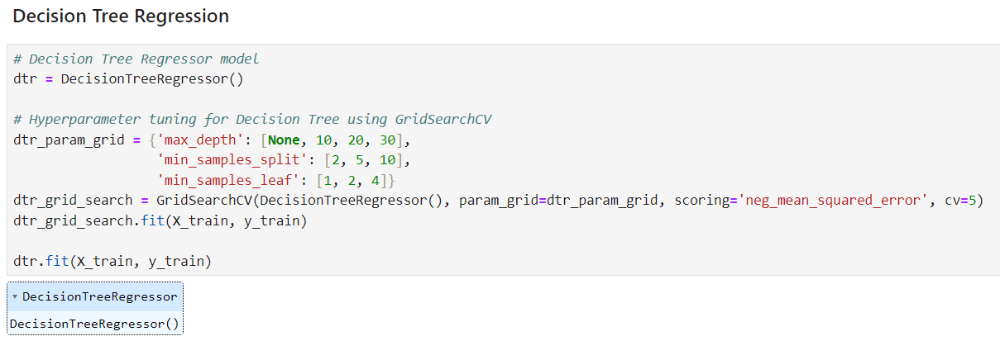 Decision Tree Regression
# Decision Tree Regressor model
dtr = DecisionTreeRegressor()
# Hyperparameter tuning for Decision Tree using GridSearchCV
dtr_param_grid = {'max_depth': [None, 10, 20, 30],
'min_samples_split': [2, 5, 10],
'min_samples_leaf': [1, 2, 4]}
dtr_grid_search = GridSearchCV(DecisionTreeRegressor(), param_grid=dtr_param_grid, scoring='neg_mean_squared_error', cv=5)
dtr_grid_search.fit(X_train, y_train)
dtr.fit(X_train, y_train)
▾ DecisionTreeRegressor
DecisionTreeRegressor()